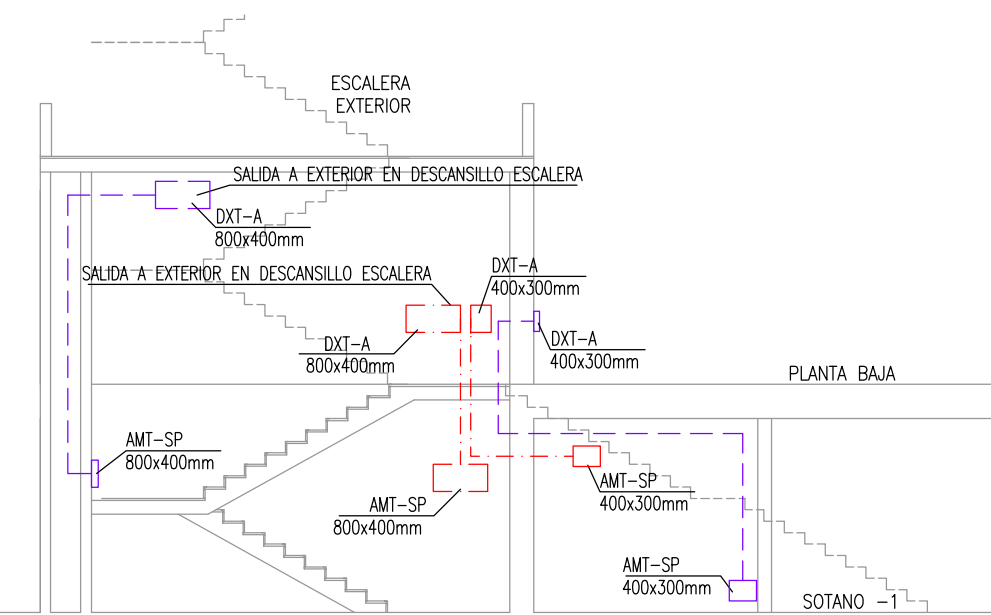 ESCALERA
EXTERIOR
SALIDA A EXTERIOR EN DESCANSILLO ESCALERA
DXT-A
800x400mm
SALIDA A EXTERIOR EN DESCANSILLO ESCALERA
DXT-A
400x300mm
DXT-A
800x400mm
DXT-A
400x300mm
PLANTA BAJA
AMT-SP
800x400mm
AMT-SP
400x300mm
AMT-SP
800x400mm
AMT-SP
400x300mm
SOTANO -1